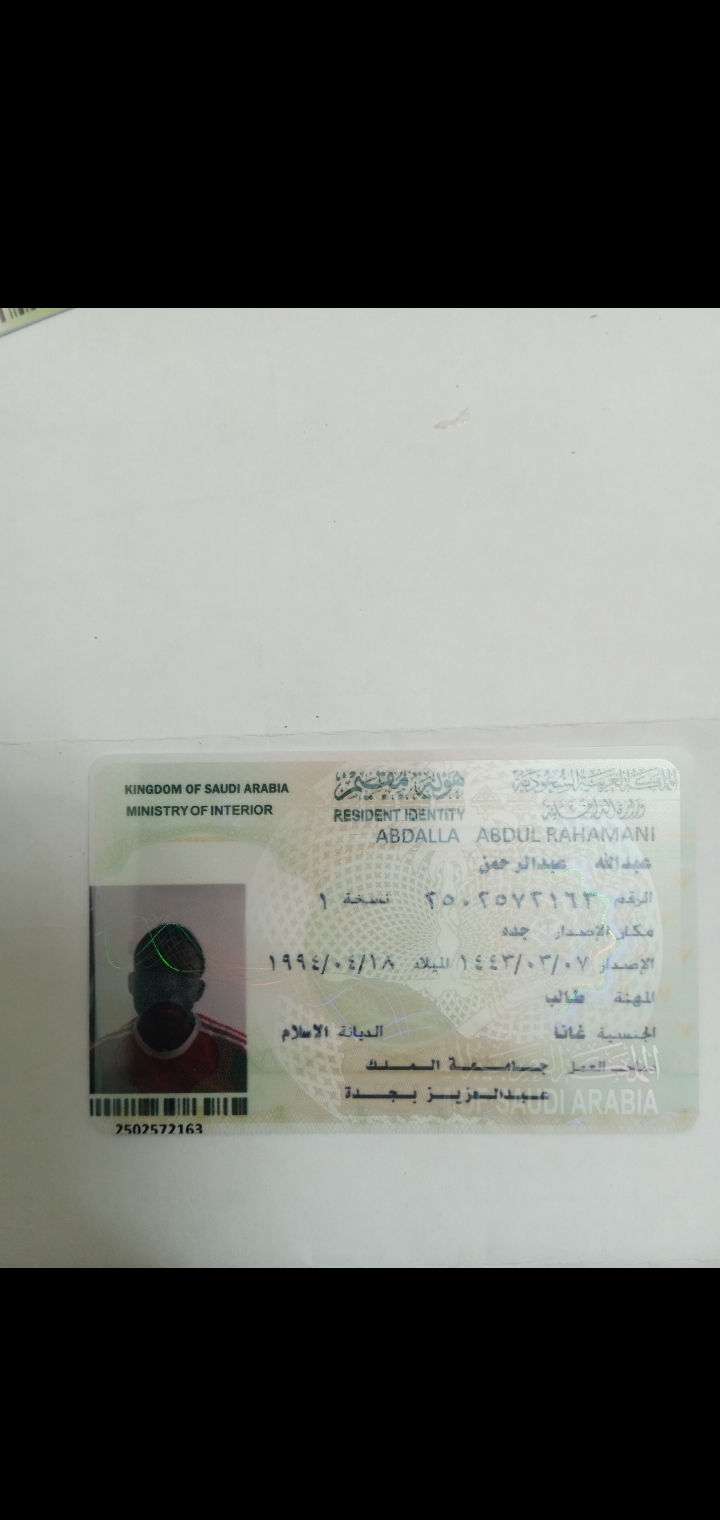 KINGDOM OF SAUDI ARABIA
MINISTRY OF INTERIOR
هوية مقيم
RESIDENT IDENTITY
المملكة العربية السعودية
وزارة الداخلية
ABDALLA ABDUL RAHAMANI
عبدالله عبدالرحمن
الرقم ٢٥٠٢٥٧٢١٦٣ نسخة ١
مكان الإصدار جده
الإصدار ١٤٤٣/٠٣/٠٧ الميلاد ١٩٩٤/٠٤/١٨
المهنة طالب
الجنسية غانا الديانة الاسلام
صاحب العمل جامعة الملك
عبدالعزيز بجدة
OF SAUDI ARABIA
2502572163